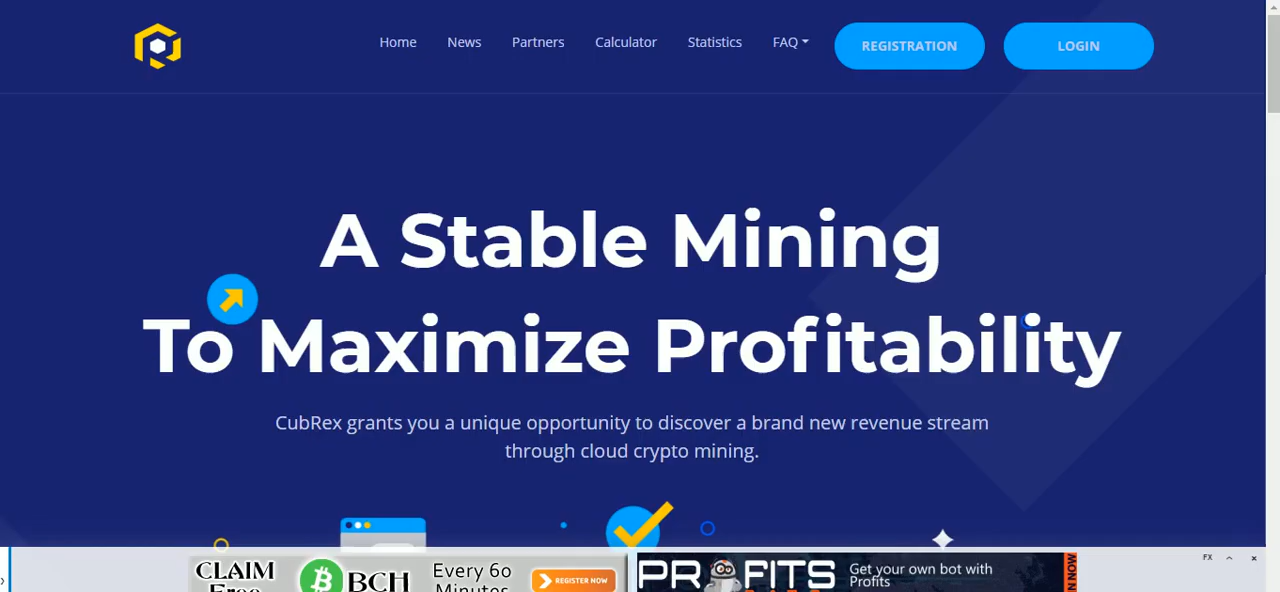 Home News Partners Calculator Statistics FAQ REGISTRATION LOGIN
A Stable Mining
To Maximize Profitability
CubRex grants you a unique opportunity to discover a brand new revenue stream
through cloud crypto mining.
FX
CLAIM
Free
BCH
Every 60
Minutes
REGISTER NOW
PROFITS
Get your own bot with
Profits